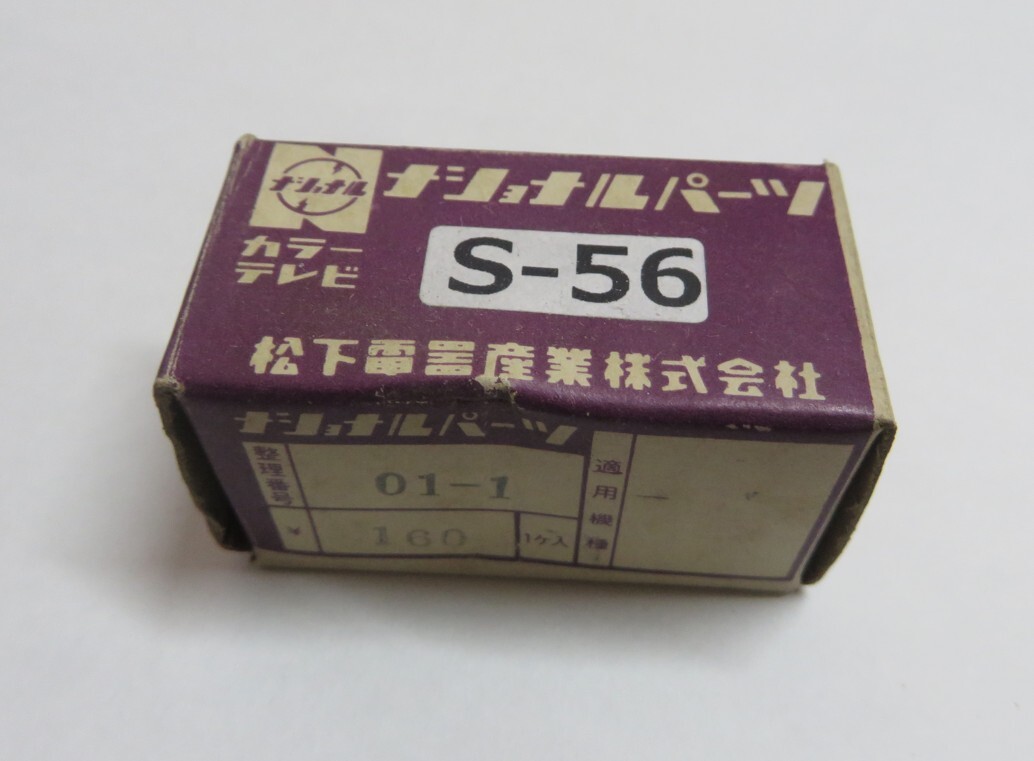 ナショナル
ナショナルパーツ
カラー
テレビ
S-56
松下電器産業株式会社
ナショナルパーツ
整理番号
01-1
¥
160
1ヶ入
適用機種